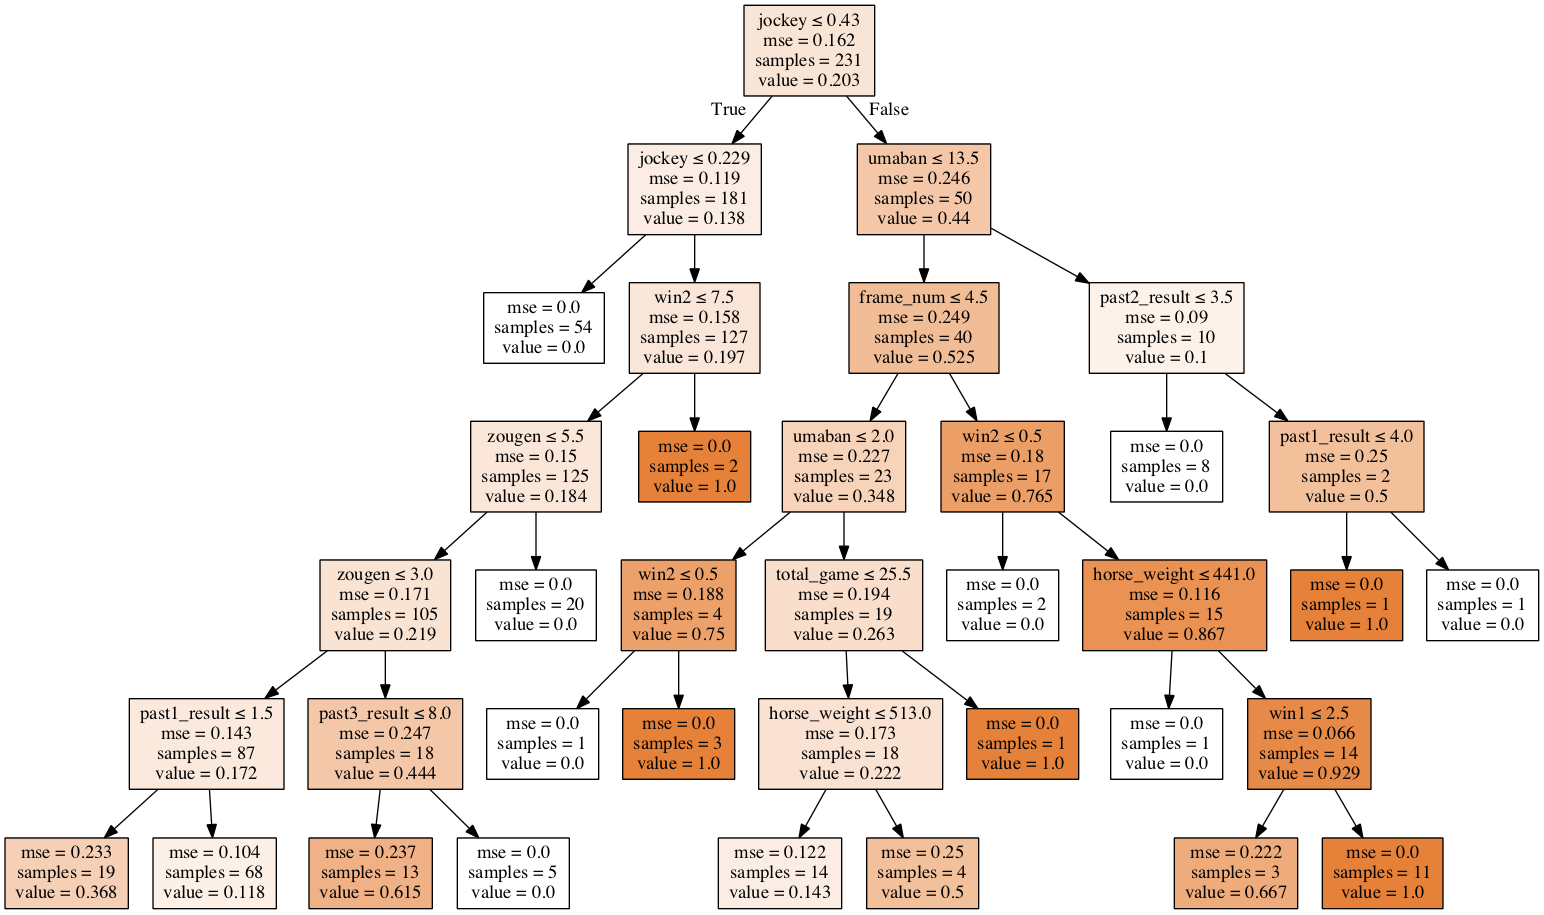 jockey ≤ 0.43
mse = 0.162
samples = 231
value = 0.203
True
False
jockey ≤ 0.229
mse = 0.119
samples = 181
value = 0.138
umaban ≤ 13.5
mse = 0.246
samples = 50
value = 0.44
mse = 0.0
samples = 54
value = 0.0
win2 ≤ 7.5
mse = 0.158
samples = 127
value = 0.197
frame_num ≤ 4.5
mse = 0.249
samples = 40
value = 0.525
past2_result ≤ 3.5
mse = 0.09
samples = 10
value = 0.1
zougen ≤ 5.5
mse = 0.15
samples = 125
value = 0.184
mse = 0.0
samples = 2
value = 1.0
umaban ≤ 2.0
mse = 0.227
samples = 23
value = 0.348
win2 ≤ 0.5
mse = 0.18
samples = 17
value = 0.765
mse = 0.0
samples = 8
value = 0.0
past1_result ≤ 4.0
mse = 0.25
samples = 2
value = 0.5
zougen ≤ 3.0
mse = 0.171
samples = 105
value = 0.219
mse = 0.0
samples = 20
value = 0.0
win2 ≤ 0.5
mse = 0.188
samples = 4
value = 0.75
total_game ≤ 25.5
mse = 0.194
samples = 19
value = 0.263
mse = 0.0
samples = 2
value = 0.0
horse_weight ≤ 441.0
mse = 0.116
samples = 15
value = 0.867
mse = 0.0
samples = 1
value = 1.0
mse = 0.0
samples = 1
value = 0.0
past1_result ≤ 1.5
mse = 0.143
samples = 87
value = 0.172
past3_result ≤ 8.0
mse = 0.247
samples = 18
value = 0.444
mse = 0.0
samples = 1
value = 0.0
mse = 0.0
samples = 3
value = 1.0
horse_weight ≤ 513.0
mse = 0.173
samples = 18
value = 0.222
mse = 0.0
samples = 1
value = 1.0
mse = 0.0
samples = 1
value = 0.0
win1 ≤ 2.5
mse = 0.066
samples = 14
value = 0.929
mse = 0.233
samples = 19
value = 0.368
mse = 0.104
samples = 68
value = 0.118
mse = 0.237
samples = 13
value = 0.615
mse = 0.0
samples = 5
value = 0.0
mse = 0.122
samples = 14
value = 0.143
mse = 0.25
samples = 4
value = 0.5
mse = 0.222
samples = 3
value = 0.667
mse = 0.0
samples = 11
value = 1.0